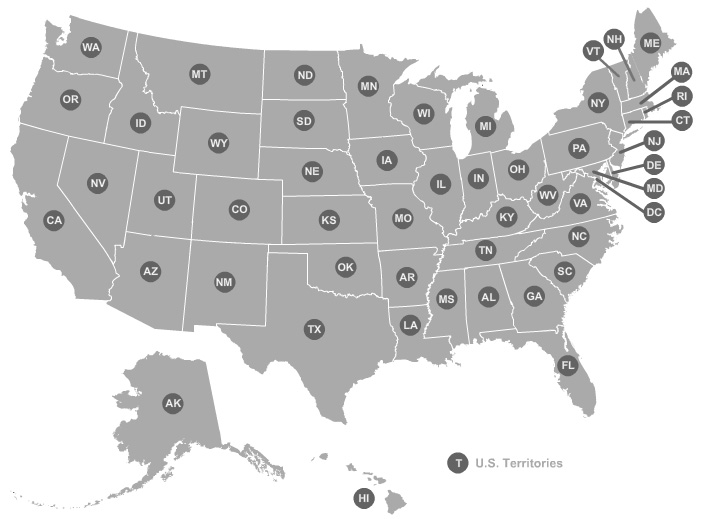 WA
OR
CA
NV
ID
MT
WY
UT
AZ
CO
NM
ND
SD
NE
KS
OK
TX
MN
IA
MO
AR
LA
WI
IL
MS
MI
IN
OH
KY
TN
AL
GA
FL
SC
NC
VA
WV
PA
NY
VT
NH
ME
MA
RI
CT
NJ
DE
MD
DC
AK
HI
T U.S. Territories